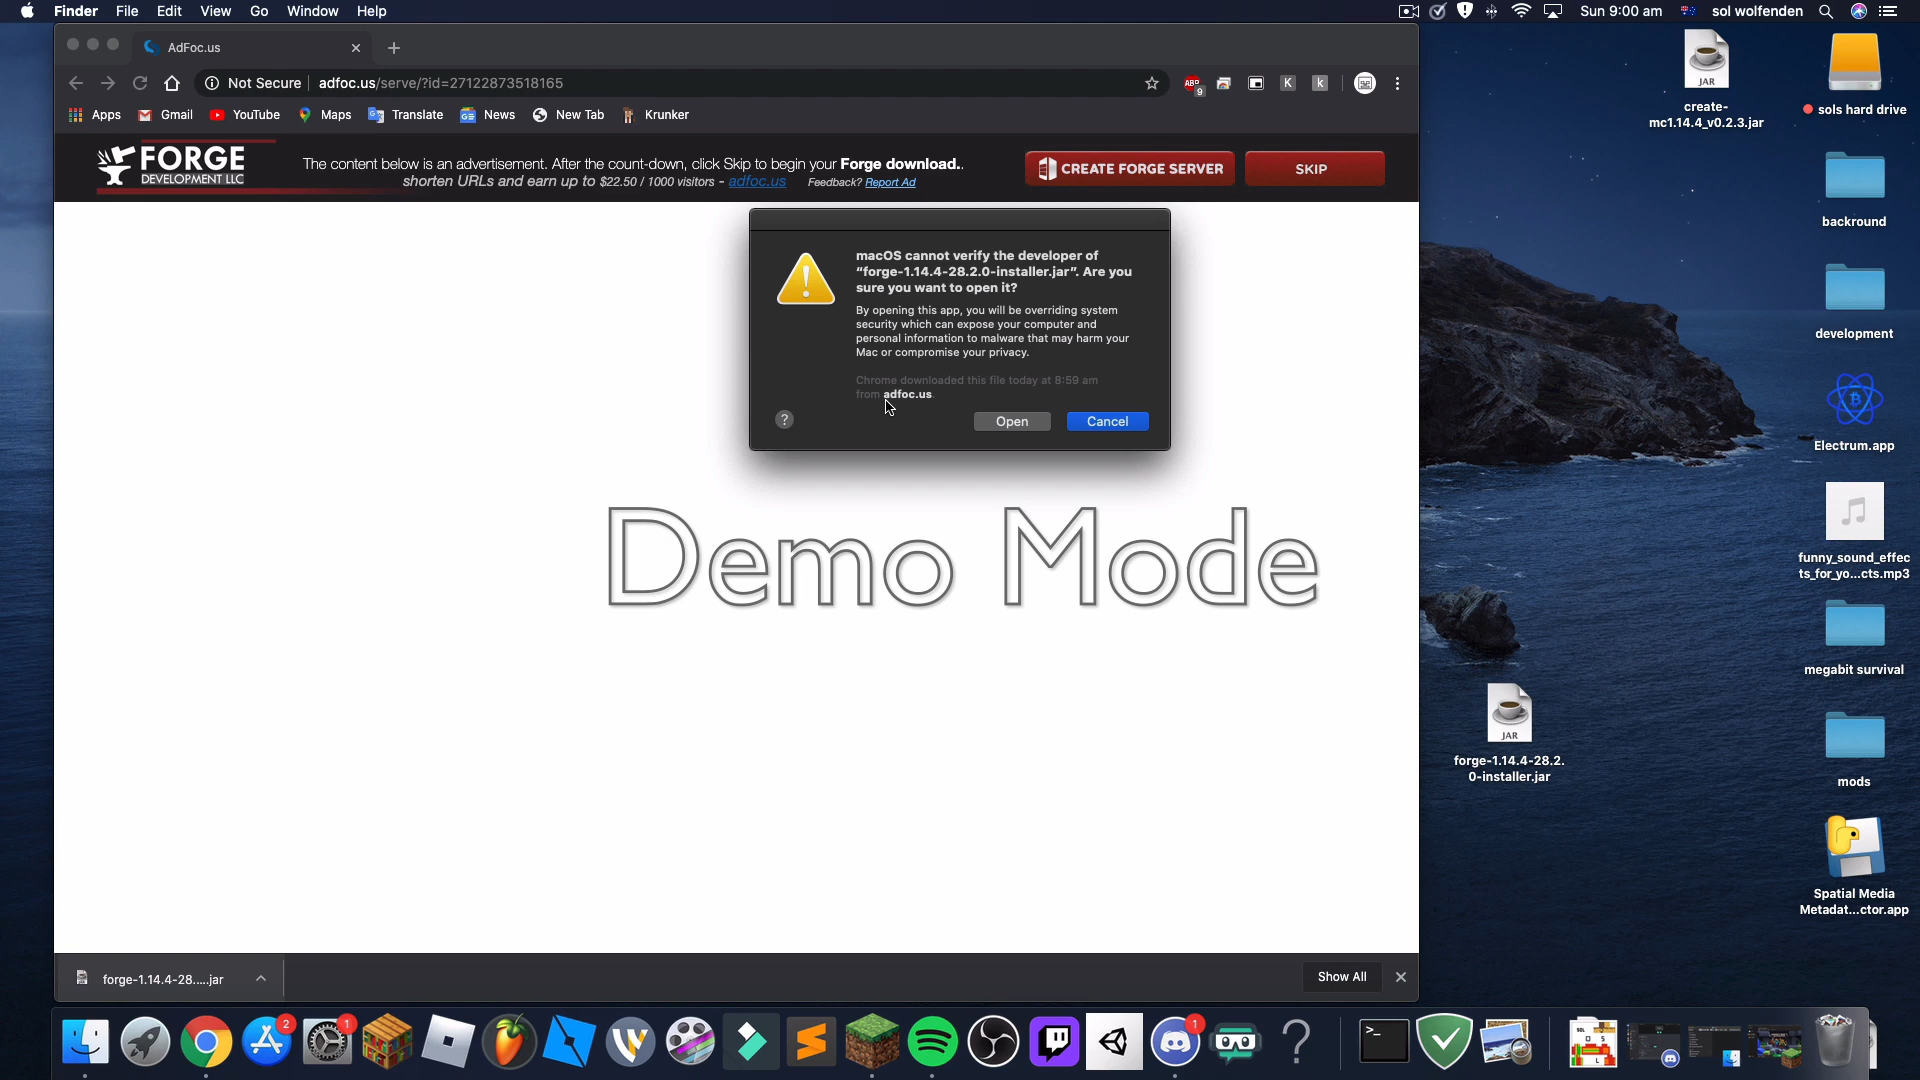 Finder File Edit View Go Window Help
Sun 9:00 am sol wolfenden
AdFoc.us
Not Secure adfoc.us/serve/?id=27122873518165
ABP 9 K k
Apps Gmail YouTube Maps Translate News New Tab Krunker
FORGE
DEVELOPMENT LLC
The content below is an advertisement. After the count-down, click Skip to begin your Forge download..
shorten URLs and earn up to $22.50 / 1000 visitors - adfoc.us Feedback? Report Ad
CREATE FORGE SERVER
SKIP
macOS cannot verify the developer of
“forge-1.14.4-28.2.0-installer.jar”. Are you
sure you want to open it?
By opening this app, you will be overriding system
security which can expose your computer and
personal information to malware that may harm your
Mac or compromise your privacy.
Chrome downloaded this file today at 8:59 am
from adfoc.us.
?
Open
Cancel
Demo Mode
JAR
create-
mc1.14.4_v0.2.3.jar
sols hard drive
backround
development
Electrum.app
funny_sound_effec
ts_for_yo...cts.mp3
megabit survival
JAR
forge-1.14.4-28.2.
0-installer.jar
mods
Spatial Media
Metadat...ctor.app
forge-1.14.4-28.....jar
Show All
2
1
1